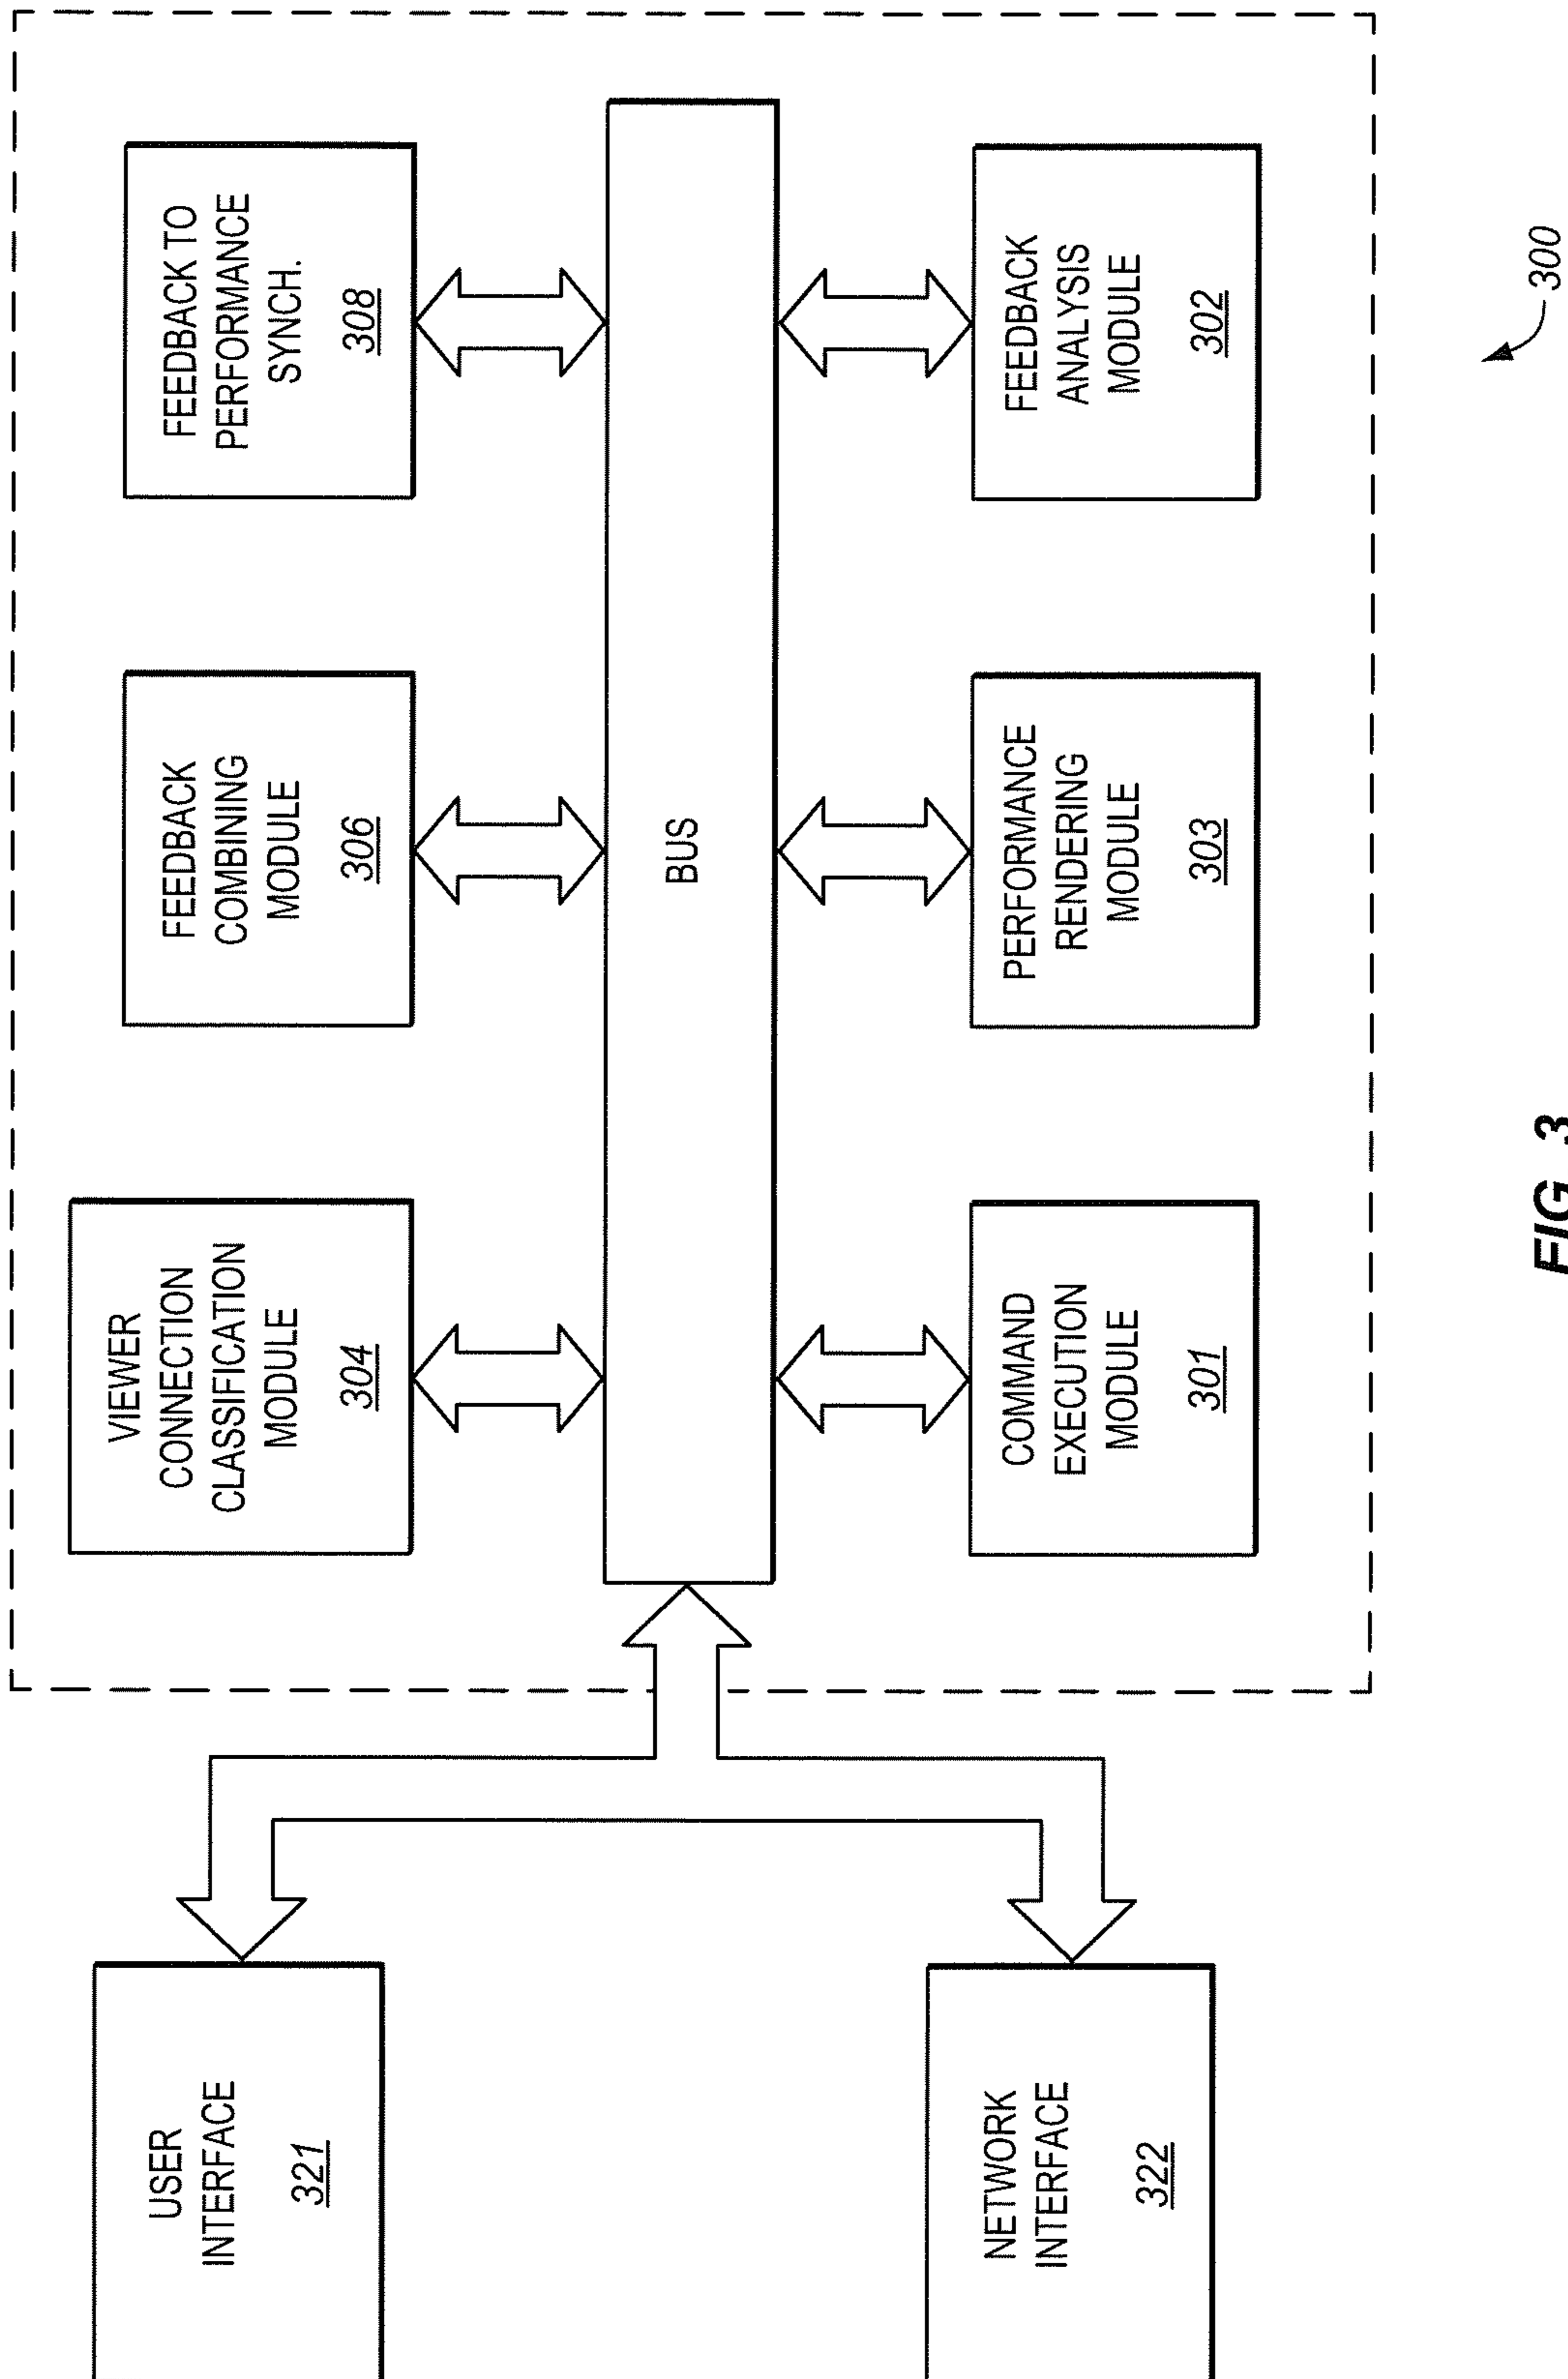 USER
INTERFACE
321
VIEWER
CONNECTION
CLASSIFICATION
MODULE
304
FEEDBACK
COMBINING
MODULE
306
FEEDBACK TO
PERFORMANCE
SYNCH.
308
BUS
NETWORK
INTERFACE
322
COMMAND
EXECUTION
MODULE
301
PERFORMANCE
RENDERING
MODULE
303
FEEDBACK
ANALYSIS
MODULE
302
300
FIG. 3